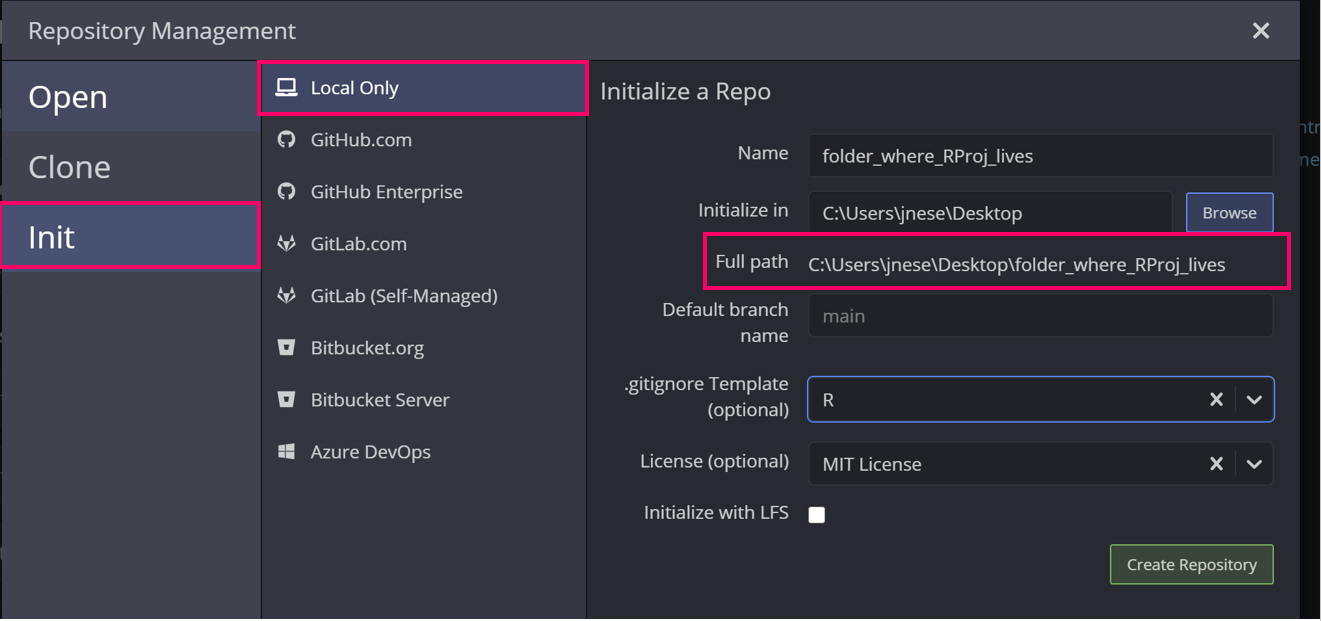 Repository Management
Open
Clone
Init
Local Only
GitHub.com
GitHub Enterprise
GitLab.com
GitLab (Self-Managed)
Bitbucket.org
Bitbucket Server
Azure DevOps
Initialize a Repo
Name folder_where_RProj_lives
Initialize in C:\Users\jnese\Desktop Browse
Full path C:\Users\jnese\Desktop\folder_where_RProj_lives
Default branch
name
main
.gitignore Template
(optional)
R
License (optional) MIT License
Initialize with LFS
Create Repository